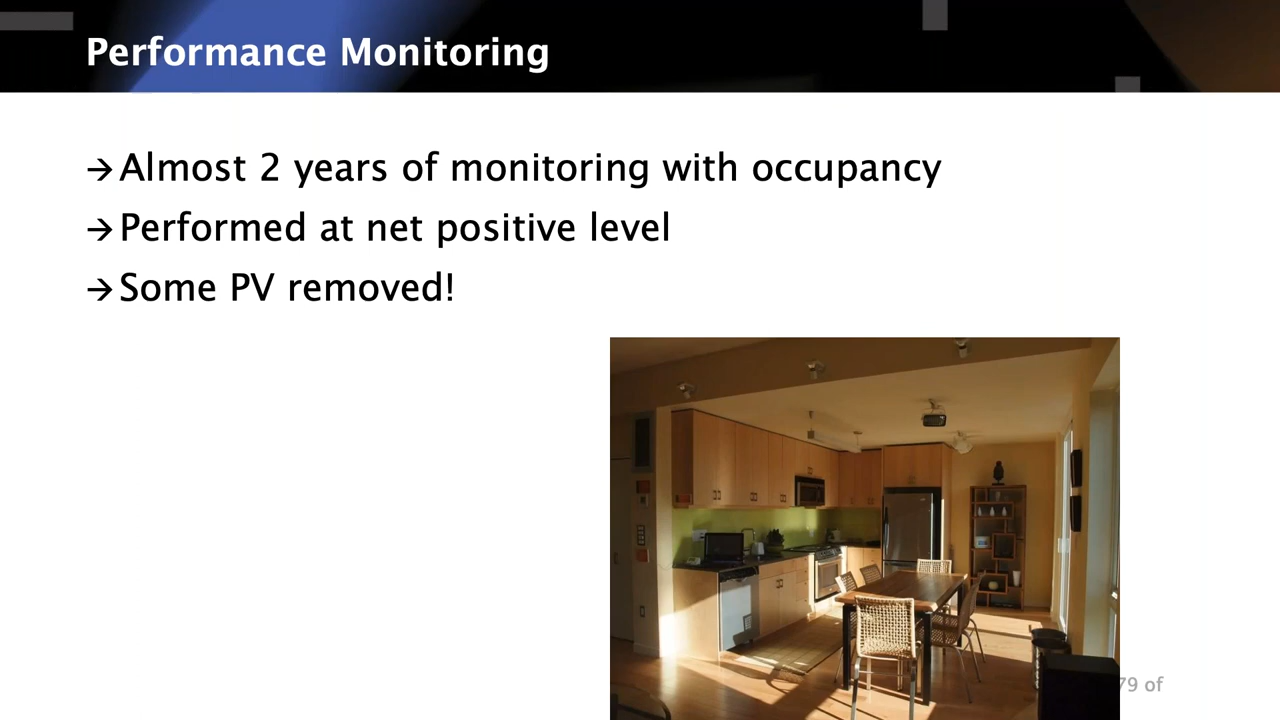 Performance Monitoring
→Almost 2 years of monitoring with occupancy
→Performed at net positive level
→Some PV removed!
79 of